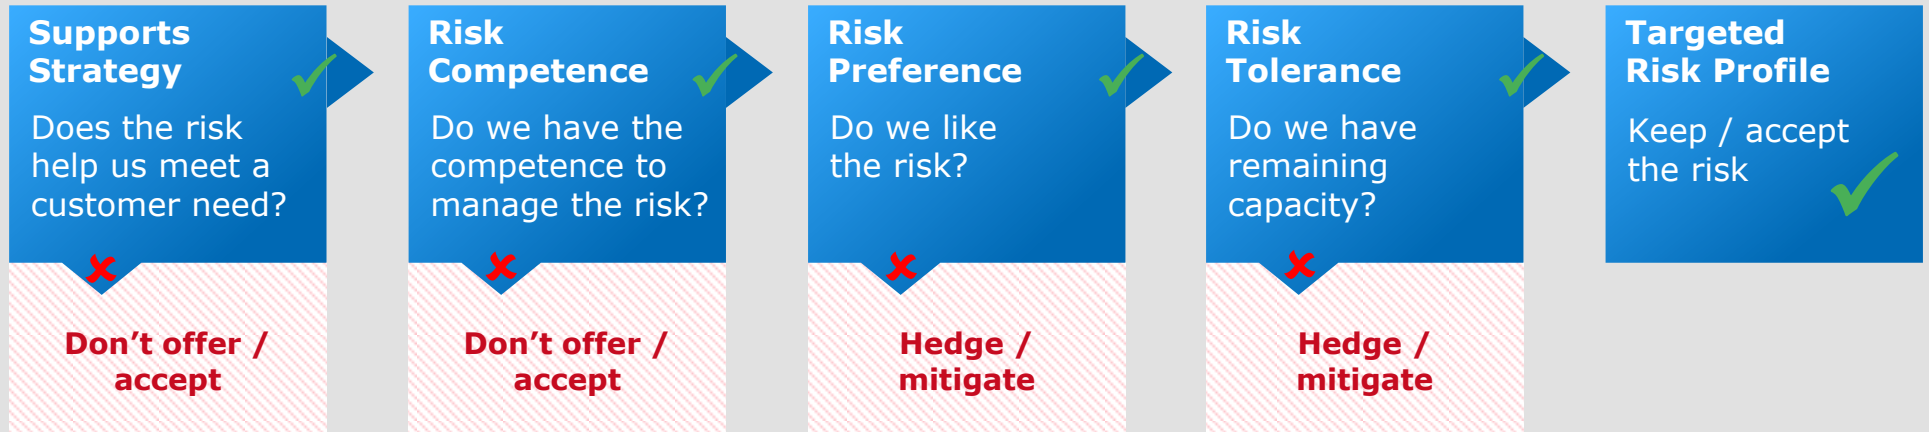 Supports
Strategy
Does the risk
help us meet a
customer need?
Don’t offer /
accept
Risk
Competence
Do we have the
competence to
manage the risk?
Don’t offer /
accept
Risk
Preference
Do we like
the risk?
Hedge /
mitigate
Risk
Tolerance
Do we have
remaining
capacity?
Hedge /
mitigate
Targeted
Risk Profile
Keep / accept
the risk